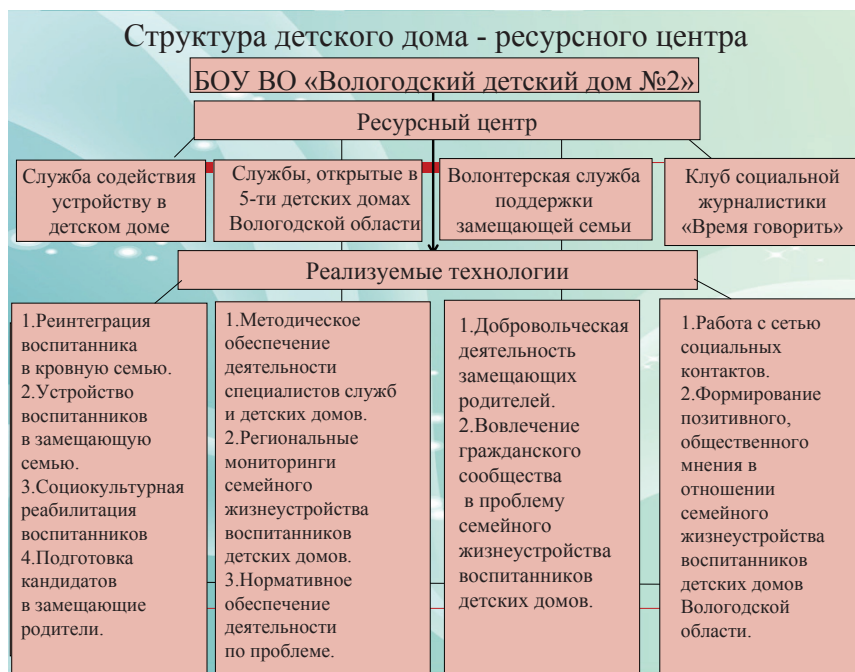 Структура детского дома - ресурсного центра
БОУ ВО «Вологодский детский дом №2»
Ресурсный центр
Служба содействия
устройству в
детском доме
Службы, открытые в
5-ти детских домах
Вологодской области
Волонтерская служба
поддержки
замещающей семьи
Клуб социальной
журналистики
«Время говорить»
Реализуемые технологии
1.Реинтеграция
воспитанника
в кровную семью.
2.Устройство
воспитанников
в замещающую
семью.
3.Социокультурная
реабилитация
воспитанников
4.Подготовка
кандидатов
в замещающие
родители.
1.Методическое
обеспечение
деятельности
специалистов служб
и детских домов.
2.Региональные
мониторинги
семейного
жизнеустройства
воспитанников
детских домов.
3.Нормативное
обеспечение
деятельности
по проблеме.
1.Добровольческая
деятельность
замещающих
родителей.
2.Вовлечение
гражданского
сообщества
в проблему
семейного
жизнеустройства
воспитанников
детских домов.
1.Работа с сетью
социальных
контактов.
2.Формирование
позитивного,
общественного
мнения в
отношении
семейного
жизнеустройства
воспитанников
детских домов
Вологодской
области.